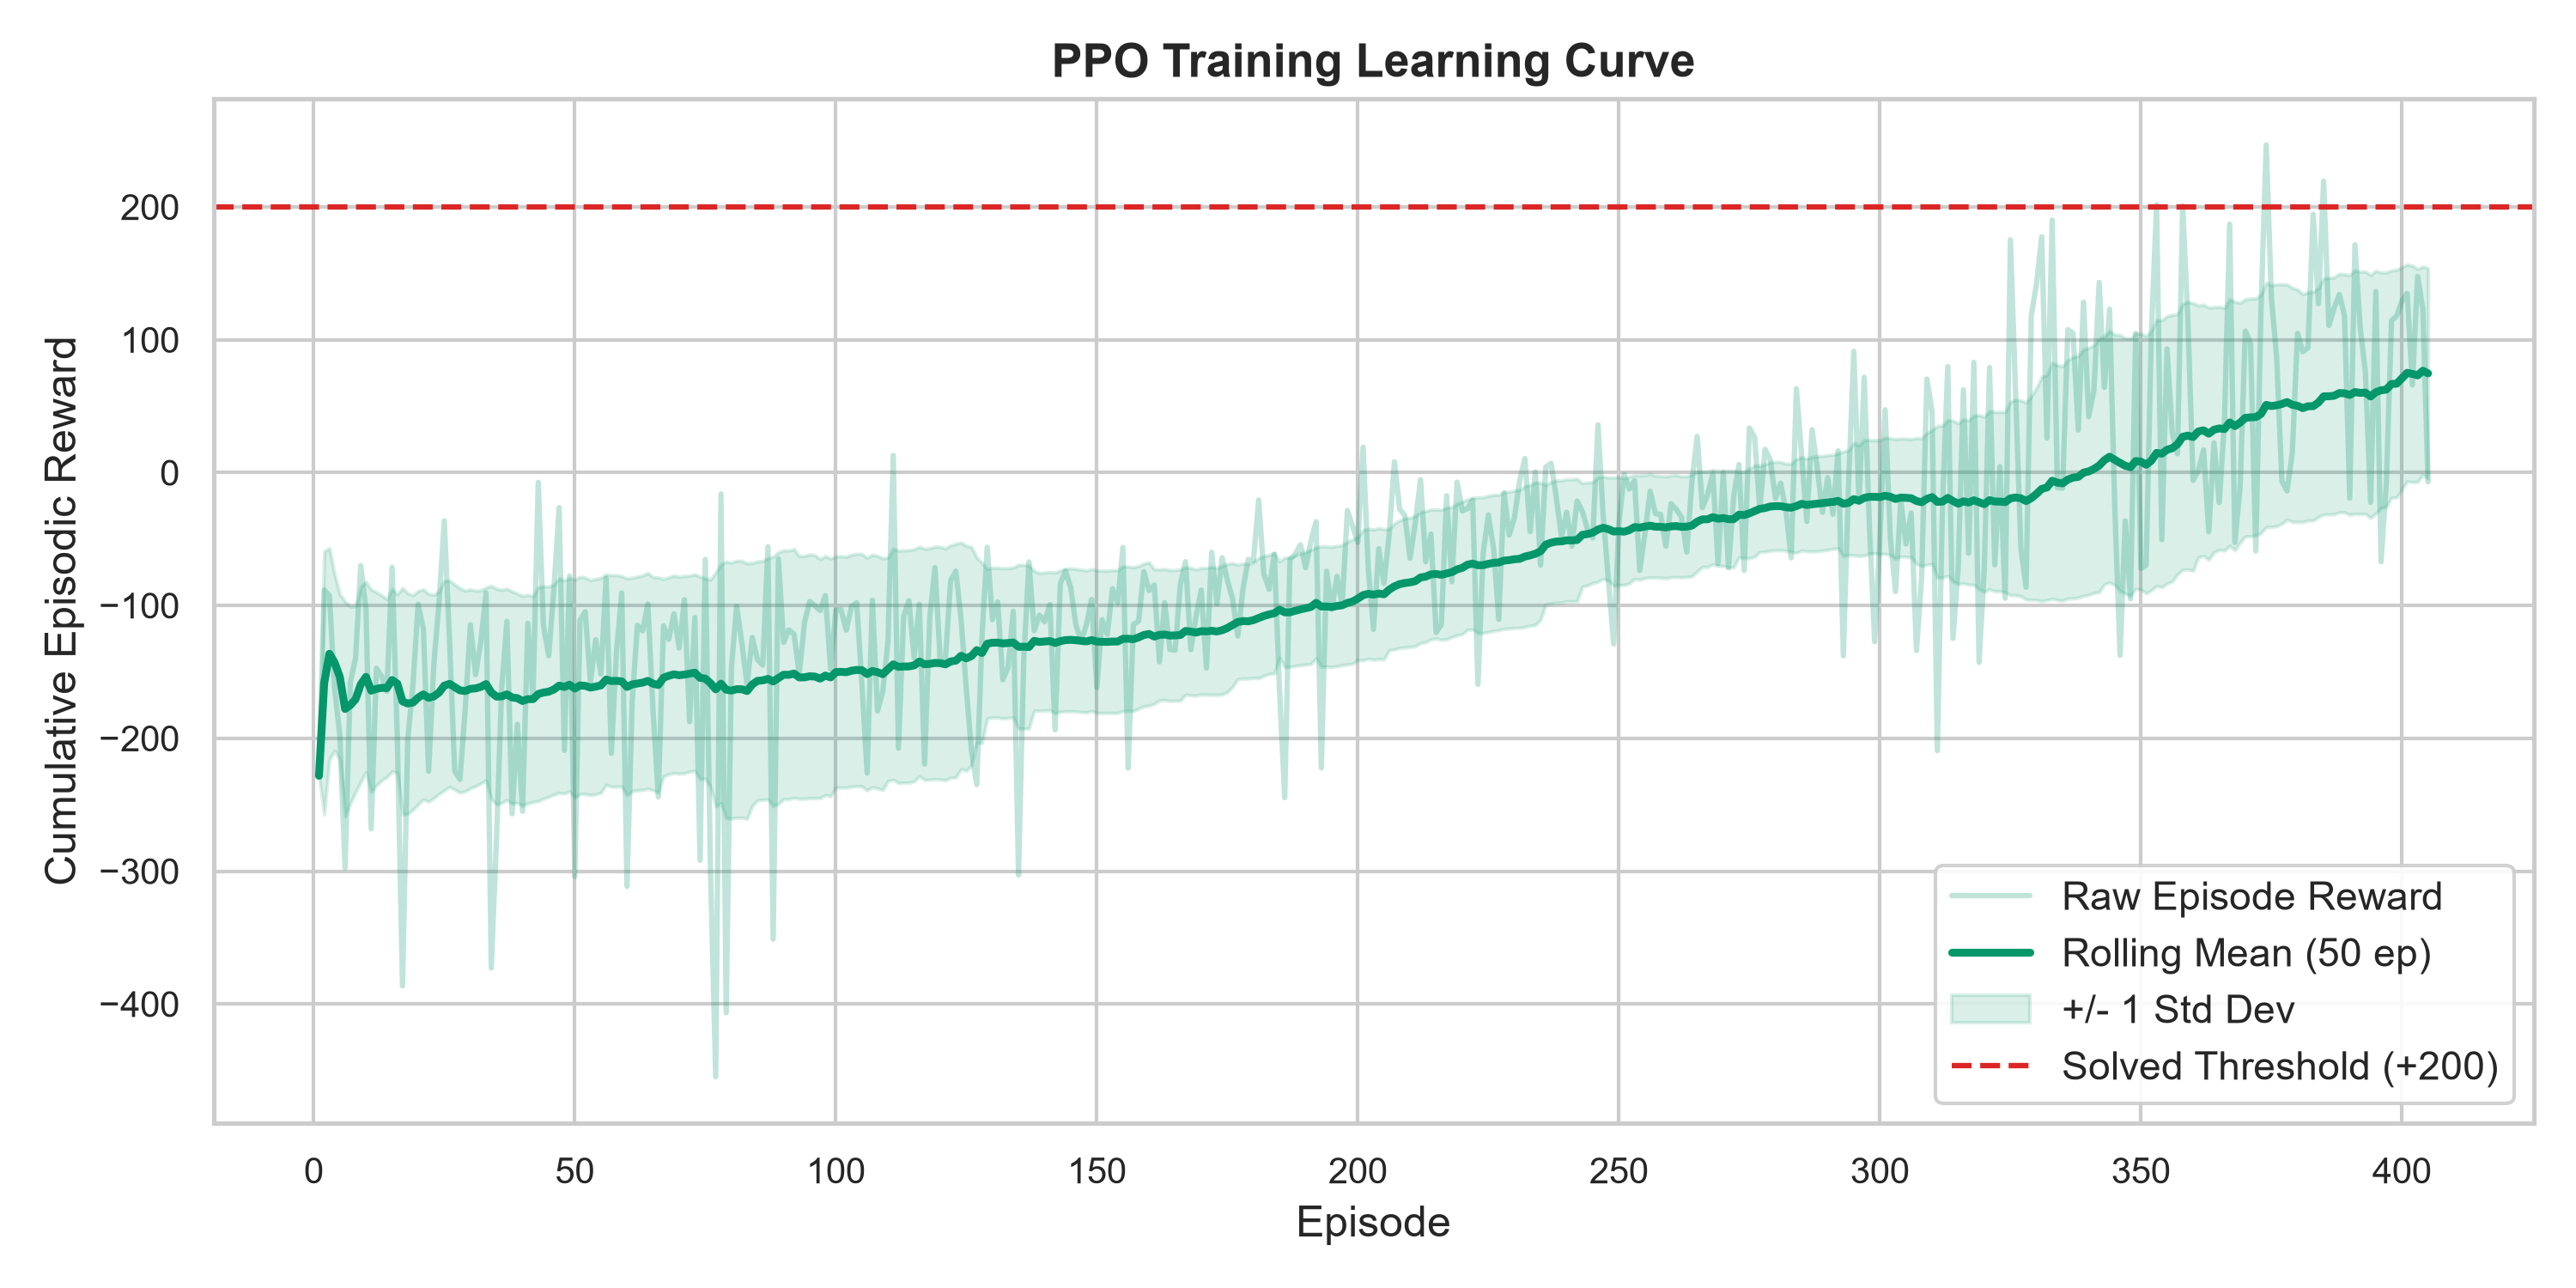 PPO Training Learning Curve
Cumulative Episodic Reward
200
100
0
−100
−200
−300
−400
0 50 100 150 200 250 300 350 400
Episode
Raw Episode Reward
Rolling Mean (50 ep)
+/- 1 Std Dev
Solved Threshold (+200)